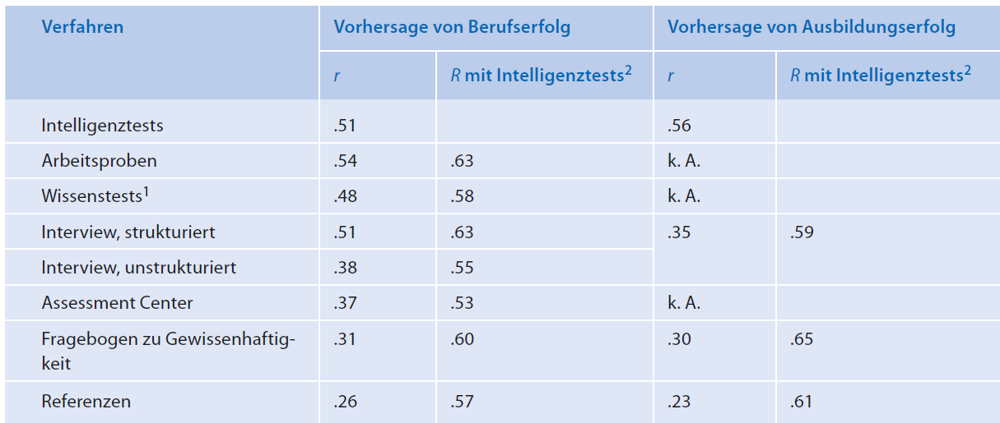 Verfahren Vorhersage von Berufserfolg Vorhersage von Ausbildungserfolg
r R mit Intelligenztests² r R mit Intelligenztests²
Intelligenztests .51 .56
Arbeitsproben .54 .63 k. A.
Wissenstests¹ .48 .58 k. A.
Interview, strukturiert .51 .63 .35 .59
Interview, unstrukturiert .38 .55
Assessment Center .37 .53 k. A.
Fragebogen zu Gewissenhaftig- .31 .60 .30 .65
keit
Referenzen .26 .57 .23 .61